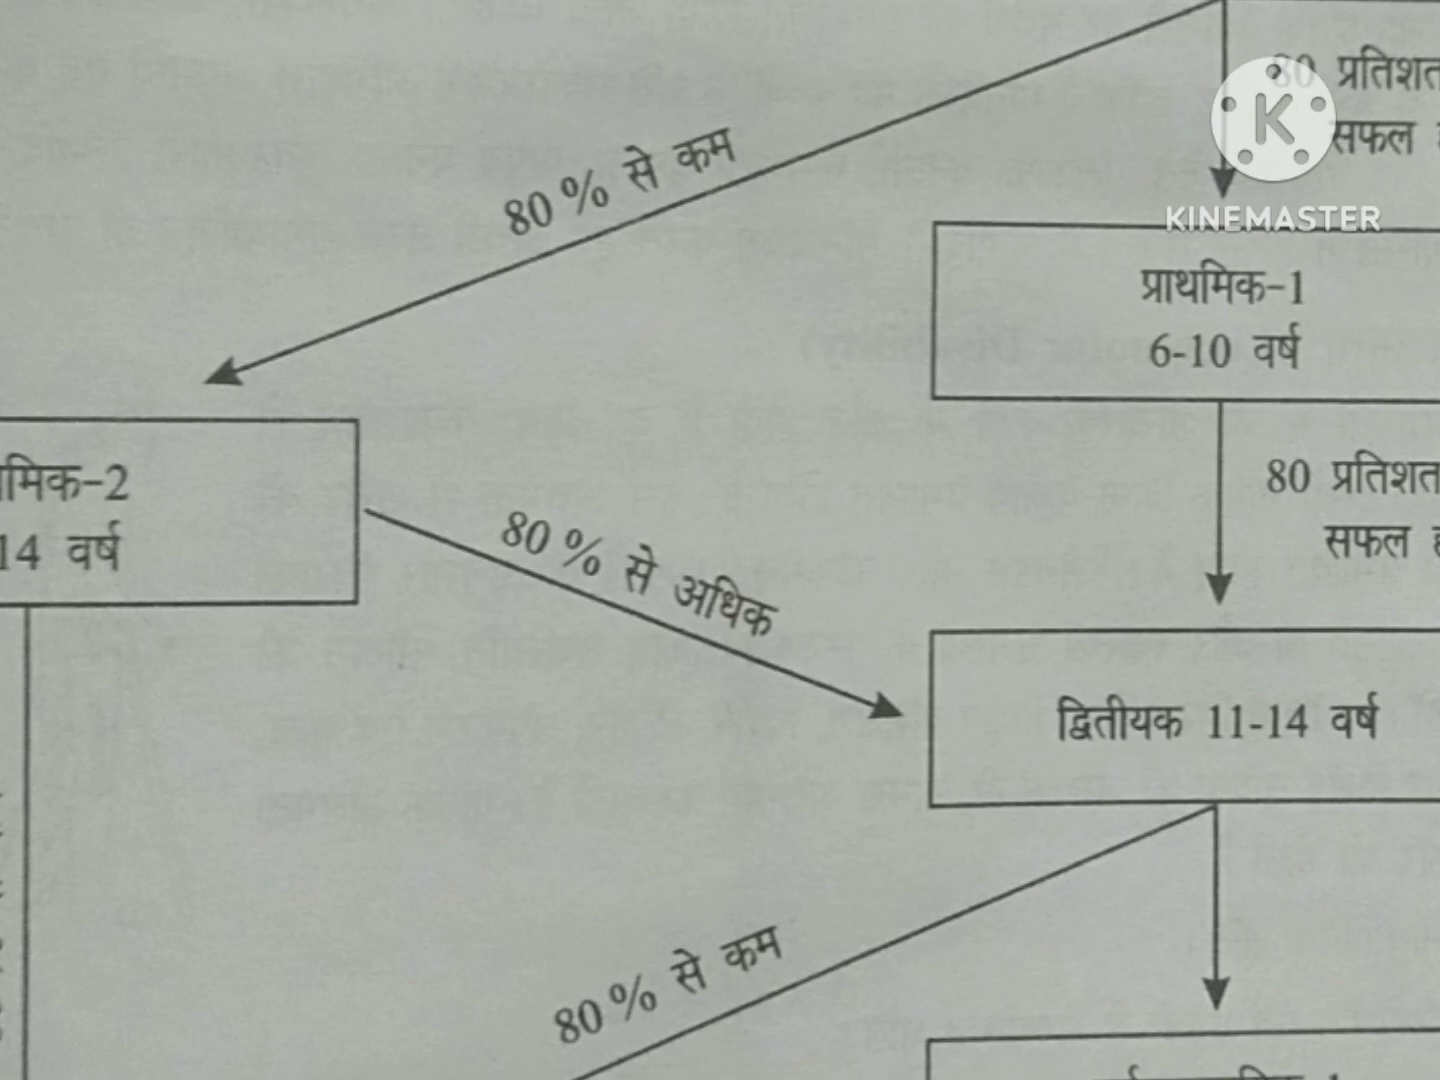 80 प्रतिशत
सफल
K
KINEMASTER
80% से कम
प्राथमिक-1
6-10 वर्ष
मिक-2
14 वर्ष
80% से अधिक
80 प्रतिशत
सफल
द्वितीयक 11-14 वर्ष
80% से कम